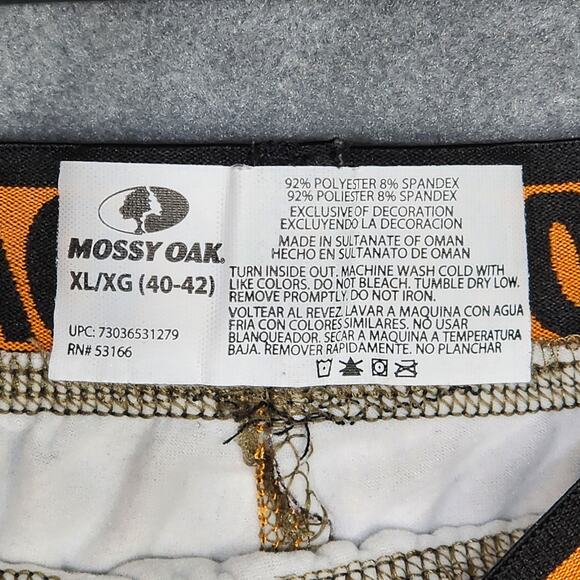 MOSSY OAK.
XL/XG (40-42)
UPC: 73036531279
RN# 53166
92% POLYESTER 8% SPANDEX
92% POLIESTER 8% SPANDEX
EXCLUSIVE OF DECORATION
EXCLUYENDO LA DECORACION
MADE IN SULTANATE OF OMAN
HECHO EN SULTANATO DE OMAN
TURN INSIDE OUT. MACHINE WASH COLD WITH
LIKE COLORS. DO NOT BLEACH. TUMBLE DRY LOW.
REMOVE PROMPTLY. DO NOT IRON.
VOLTEAR AL REVEZ LAVAR A MAQUINA CON AGUA
FRIA CON COLORES SIMILARES. NO USAR
BLANQUEADOR. SECAR A MAQUINA A TEMPERATURA
BAJA. REMOVER RAPIDAMENTE. NO PLANCHAR